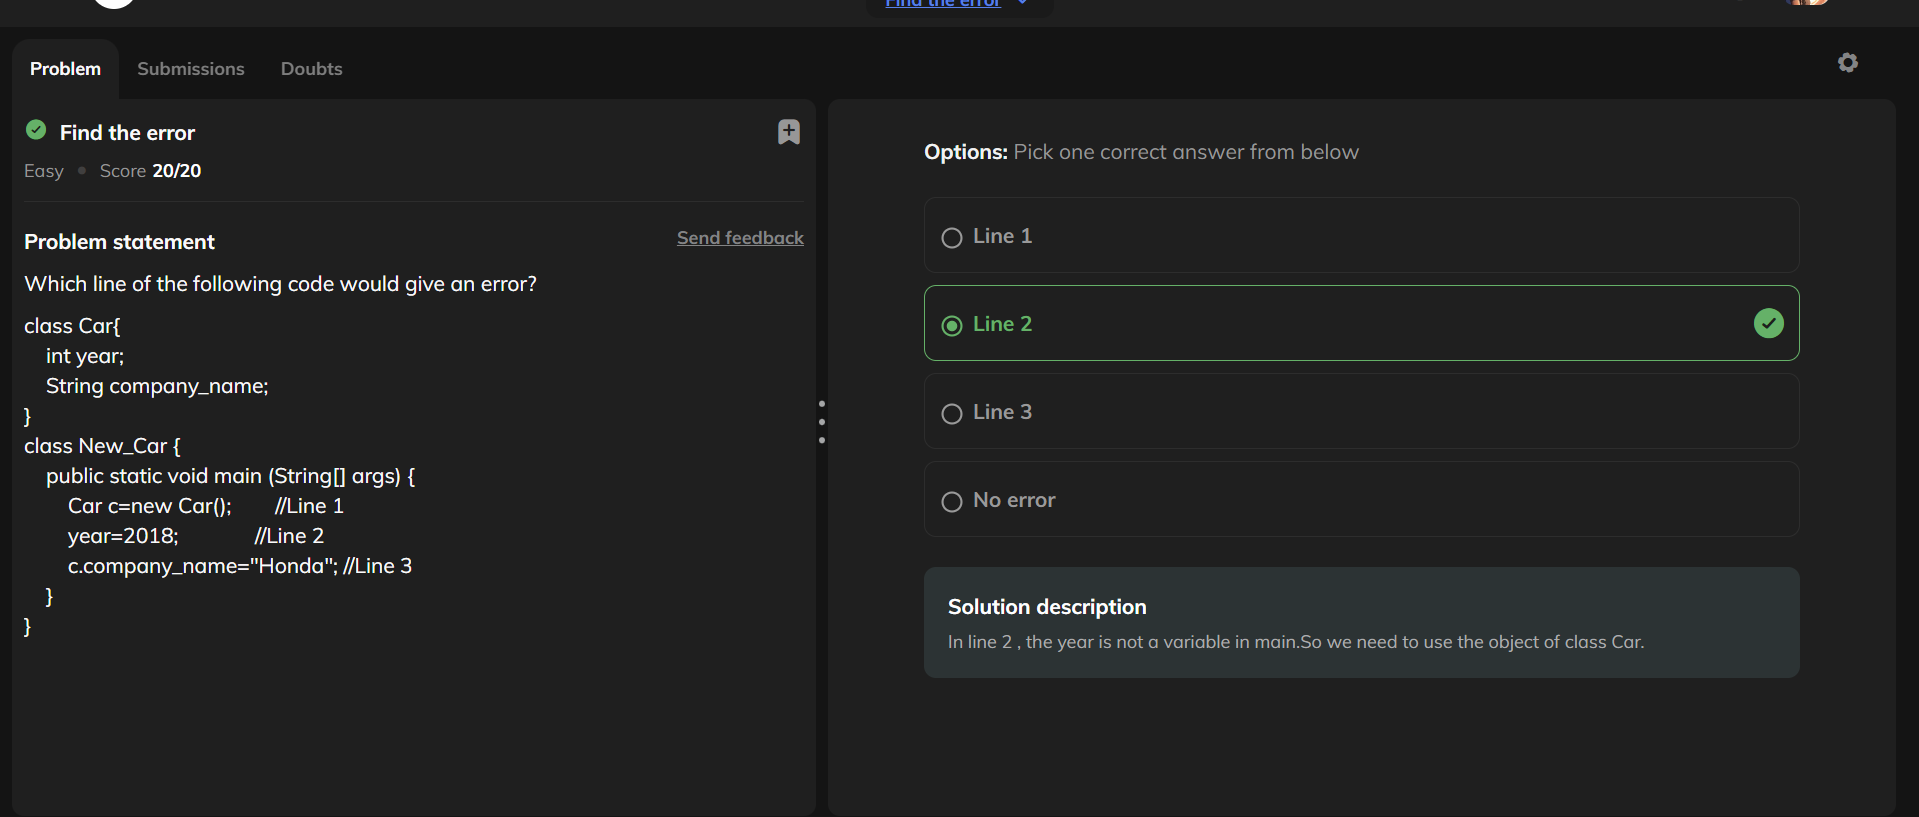 Find the error
Problem
Submissions
Doubts
Find the error
Easy • Score 20/20
Problem statement
Send feedback
Which line of the following code would give an error?
class Car{
int year;
String company_name;
}
class New_Car {
public static void main (String[] args) {
Car c=new Car(); //Line 1
year=2018; //Line 2
c.company_name="Honda"; //Line 3
}
}
Options: Pick one correct answer from below
Line 1
Line 2
Line 3
No error
Solution description
In line 2 , the year is not a variable in main.So we need to use the object of class Car.